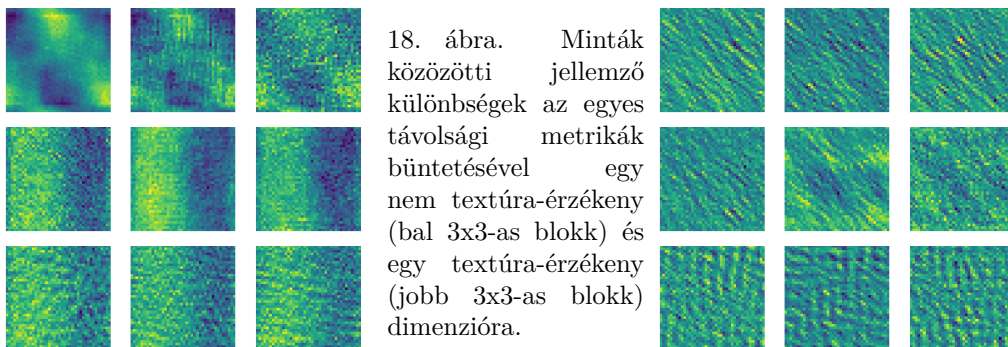 18. ábra. Minták
közözötti jellemző
különbségek az egyes
távolsági metrikák
büntetésével egy
nem textúra-érzékeny
(bal 3x3-as blokk) és
egy textúra-érzékeny
(jobb 3x3-as blokk)
dimenzióra.